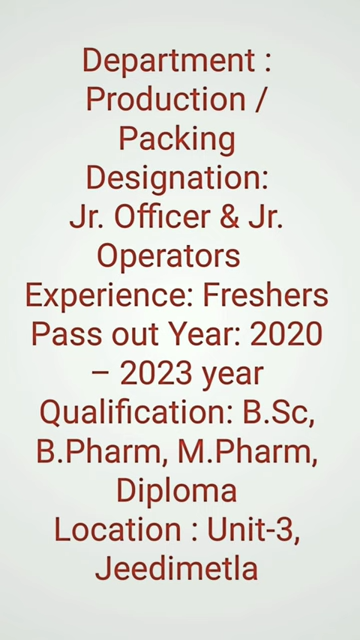 Department :
Production /
Packing
Designation:
Jr. Officer & Jr.
Operators
Experience: Freshers
Pass out Year: 2020
– 2023 year
Qualification: B.Sc,
B.Pharm, M.Pharm,
Diploma
Location : Unit-3,
Jeedimetla